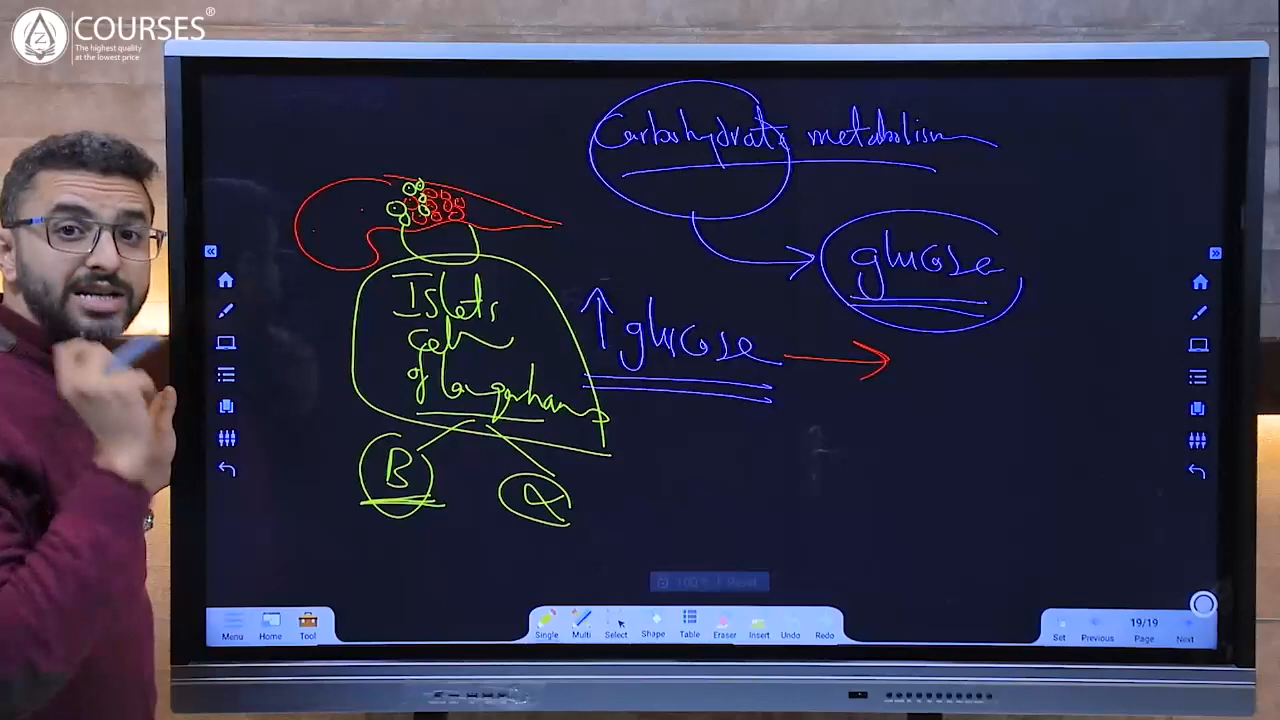 COURSES®
The highest quality
at the lowest price
Carbohydrate metabolism
glucose
Islets
Cells
of Langerhans
↑ glucose →
B
α
Menu
Home
Tool
Single
Multi
Select
Shape
Table
Eraser
Insert
Undo
Redo
Set
Previous
19/19
Page
Next